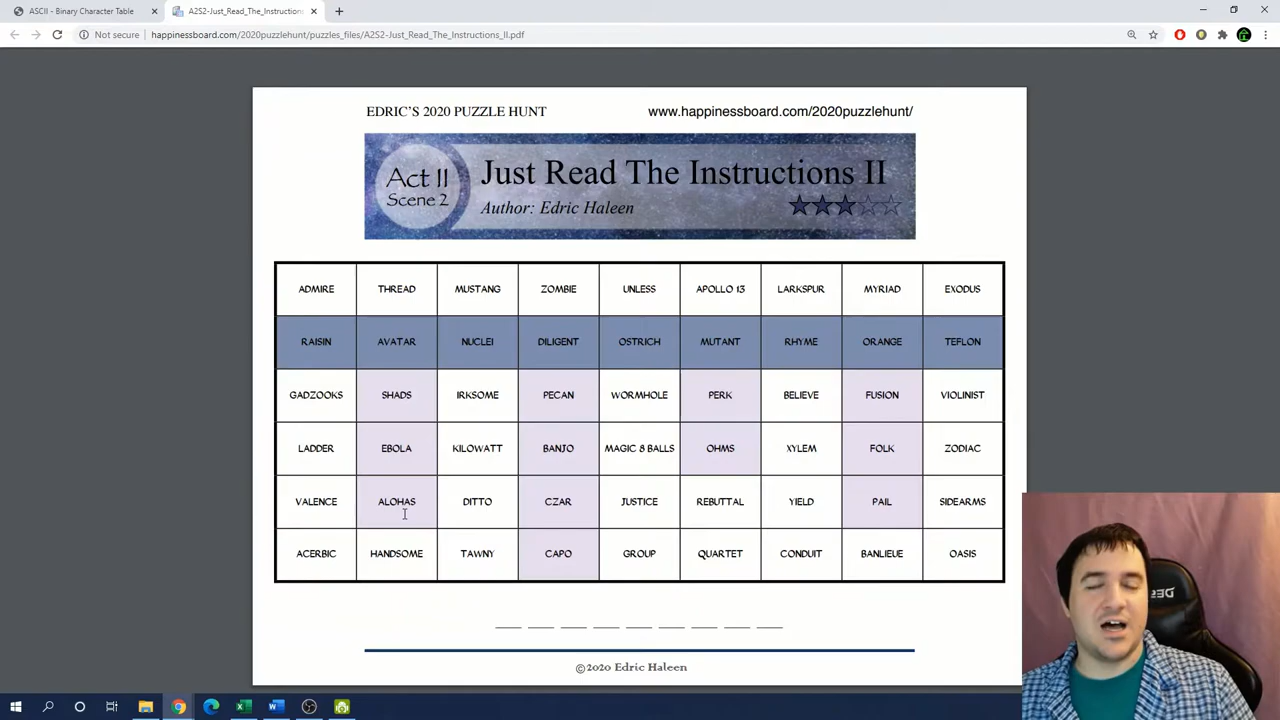 ASCII - Binary Character Table
A2S2-Just_Read_The_Instructions
Not secure
happinessboard.com/2020puzzlehunt/puzzles_files/A2S2-Just_Read_The_Instructions_II.pdf
EDRIC'S 2020 PUZZLE HUNT
www.happinessboard.com/2020puzzlehunt/
Act II
Scene 2
Just Read The Instructions II
Author: Edric Haleen
ADMIRE THREAD MUSTANG ZOMBIE UNLESS APOLLO 13 LARKSPUR MYRIAD EXODUS
RAISIN AVATAR NUCLEI DILIGENT OSTRICH MUTANT RHYME ORANGE TEFLON
GADZOOKS SHADS IRKSOME PECAN WORMHOLE PERK BELIEVE FUSION VIOLINIST
LADDER EBOLA KILOWATT BANJO MAGIC 8 BALLS OHMS XYLEM FOLK ZODIAC
VALENCE ALOHAS DITTO CZAR JUSTICE REBUTTAL YIELD PAIL SIDEARMS
ACERBIC HANDSOME TAWNY CAPO GROUP QUARTET CONDUIT BANLIEUE OASIS
©2020 Edric Haleen